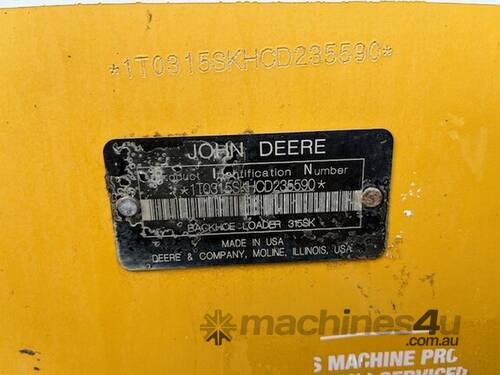 *1T0315SKHCD235590*
JOHN DEERE
Product Identification Number
*1T0315SKHCD235590*
BACKHOE LOADER 315SK
MADE IN USA
DEERE & COMPANY, MOLINE, ILLINOIS, USA
machines4u
.com.au
S MACHINE PRO
SERVICED